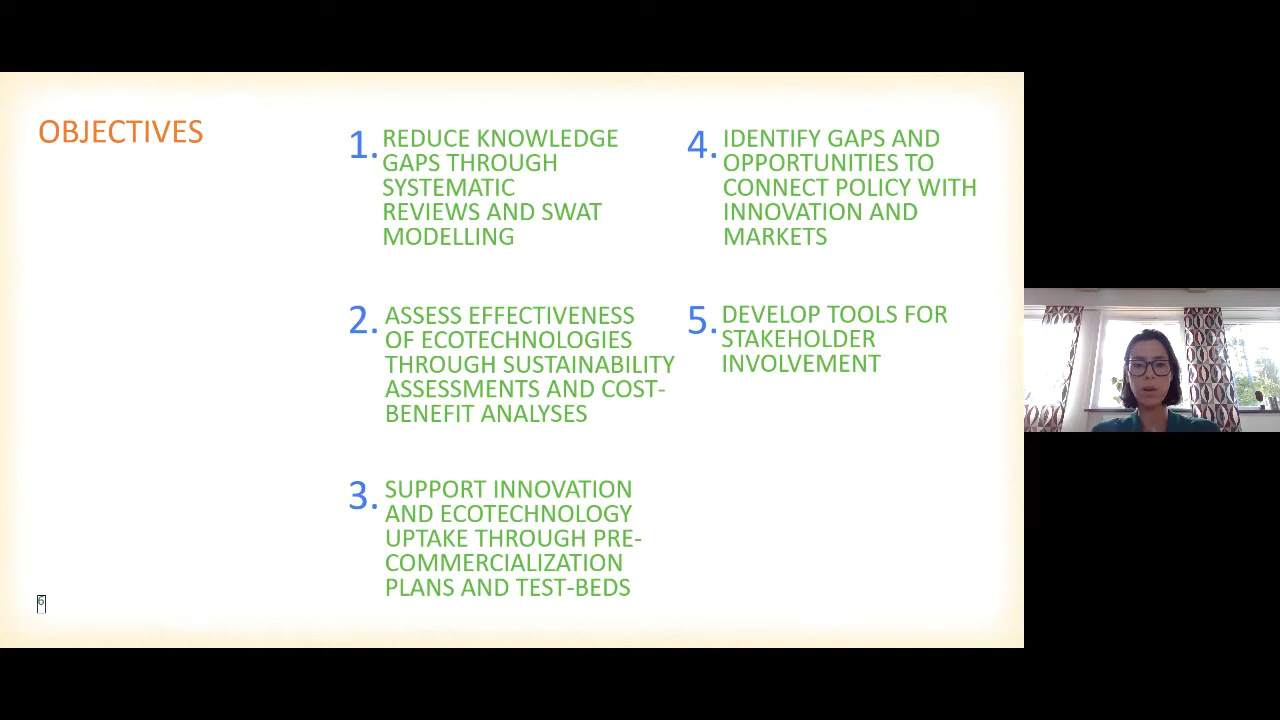 OBJECTIVES
1. REDUCE KNOWLEDGE
GAPS THROUGH
SYSTEMATIC
REVIEWS AND SWAT
MODELLING
2. ASSESS EFFECTIVENESS
OF ECOTECHNOLOGIES
THROUGH SUSTAINABILITY
ASSESSMENTS AND COST-
BENEFIT ANALYSES
3. SUPPORT INNOVATION
AND ECOTECHNOLOGY
UPTAKE THROUGH PRE-
COMMERCIALIZATION
PLANS AND TEST-BEDS
4. IDENTIFY GAPS AND
OPPORTUNITIES TO
CONNECT POLICY WITH
INNOVATION AND
MARKETS
5. DEVELOP TOOLS FOR
STAKEHOLDER
INVOLVEMENT
6